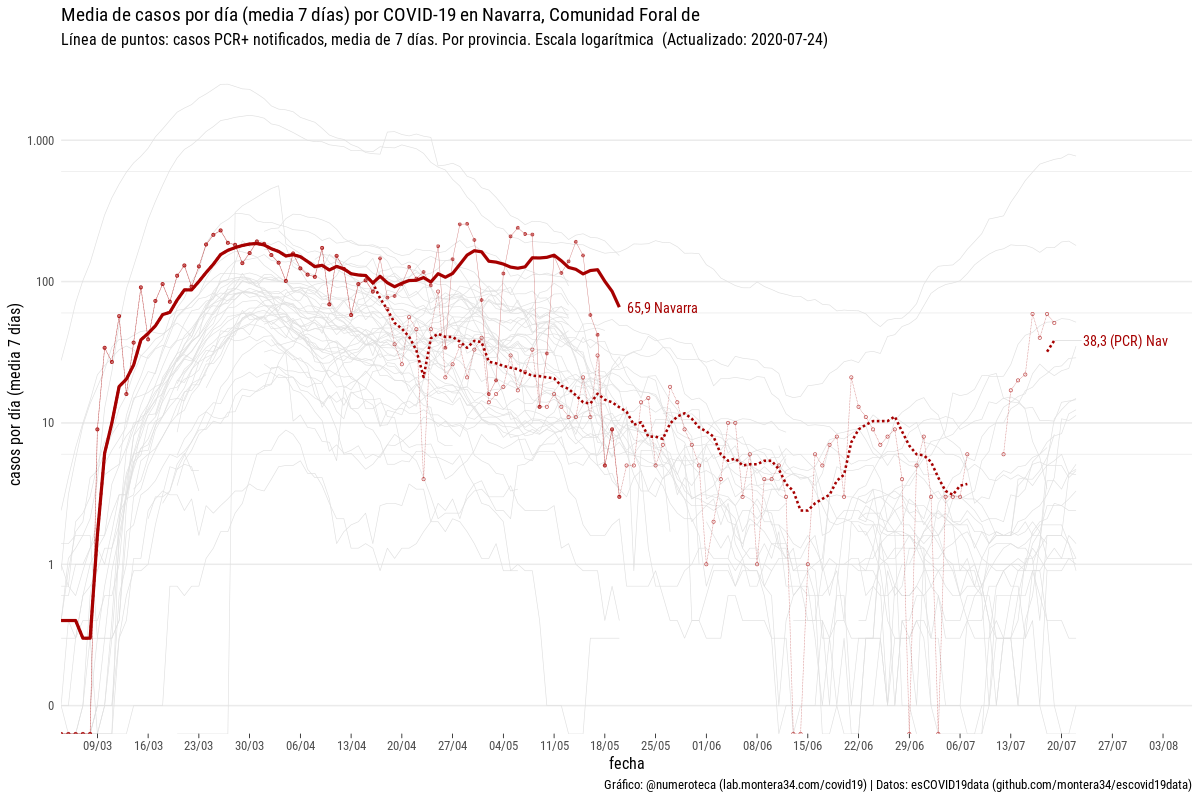 Media de casos por día (media 7 días) por COVID-19 en Navarra, Comunidad Foral de
Línea de puntos: casos PCR+ notificados, media de 7 días. Por provincia. Escala logarítmica (Actualizado: 2020-07-24)
casos por día (media 7 días)
1.000
100
10
1
0
65,9 Navarra
38,3 (PCR) Nav
09/03 16/03 23/03 30/03 06/04 13/04 20/04 27/04 04/05 11/05 18/05 25/05 01/06 08/06 15/06 22/06 29/06 06/07 13/07 20/07 27/07 03/08
fecha
Gráfico: @numeroteca (lab.montera34.com/covid19) | Datos: esCOVID19data (github.com/montera34/escovid19data)